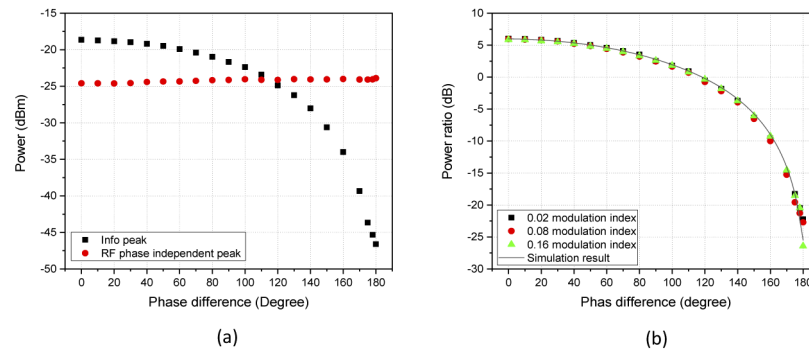 -15
-20
-25
-30
-35
-40
-45
-50
Power (dBm)
Info peak
RF phase independent peak
0 20 40 60 80 100 120 140 160 180
Phase difference (Degree)
(a)
10
5
0
-5
-10
-15
-20
-25
-30
Power ratio (dB)
0.02 modulation index
0.08 modulation index
0.16 modulation index
Simulation result
0 20 40 60 80 100 120 140 160 180
Phas difference (degree)
(b)